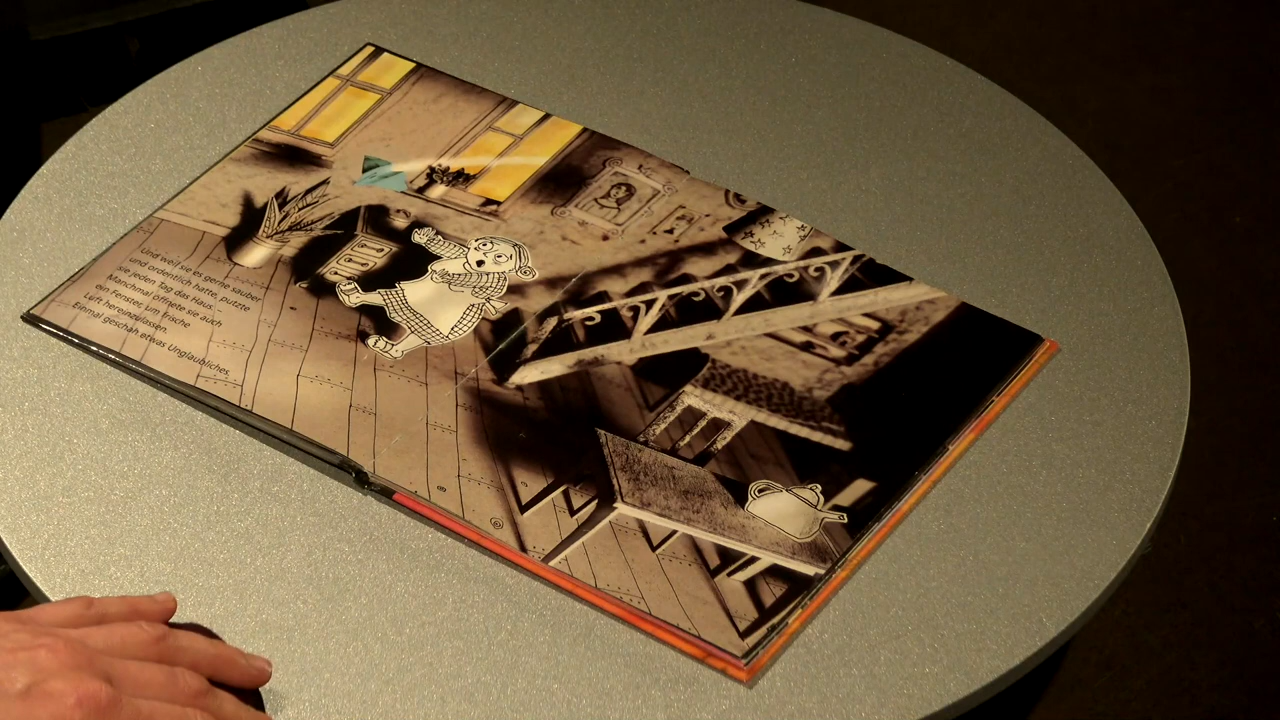 Und weil sie es gerne sauber
und ordentlich hatte, putzte
sie jeden Tag das Haus. –
Manchmal öffnete sie auch
ein Fenster, um frische
Luft hereinzulassen.
Einmal geschah etwas Unglaubliches.